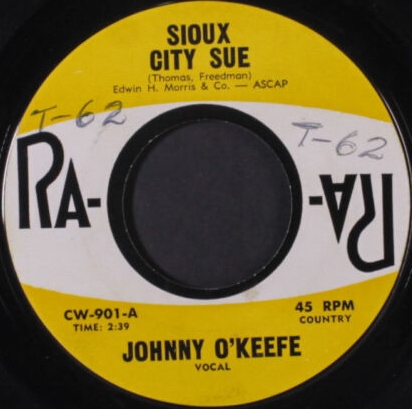 SIOUX
CITY SUE
(Thomas, Freedman)
Edwin H. Morris & Co. — ASCAP
T-62
T-62
RA-
RA-
CW-901-A
TIME: 2:39
45 RPM
COUNTRY
JOHNNY O'KEEFE
VOCAL